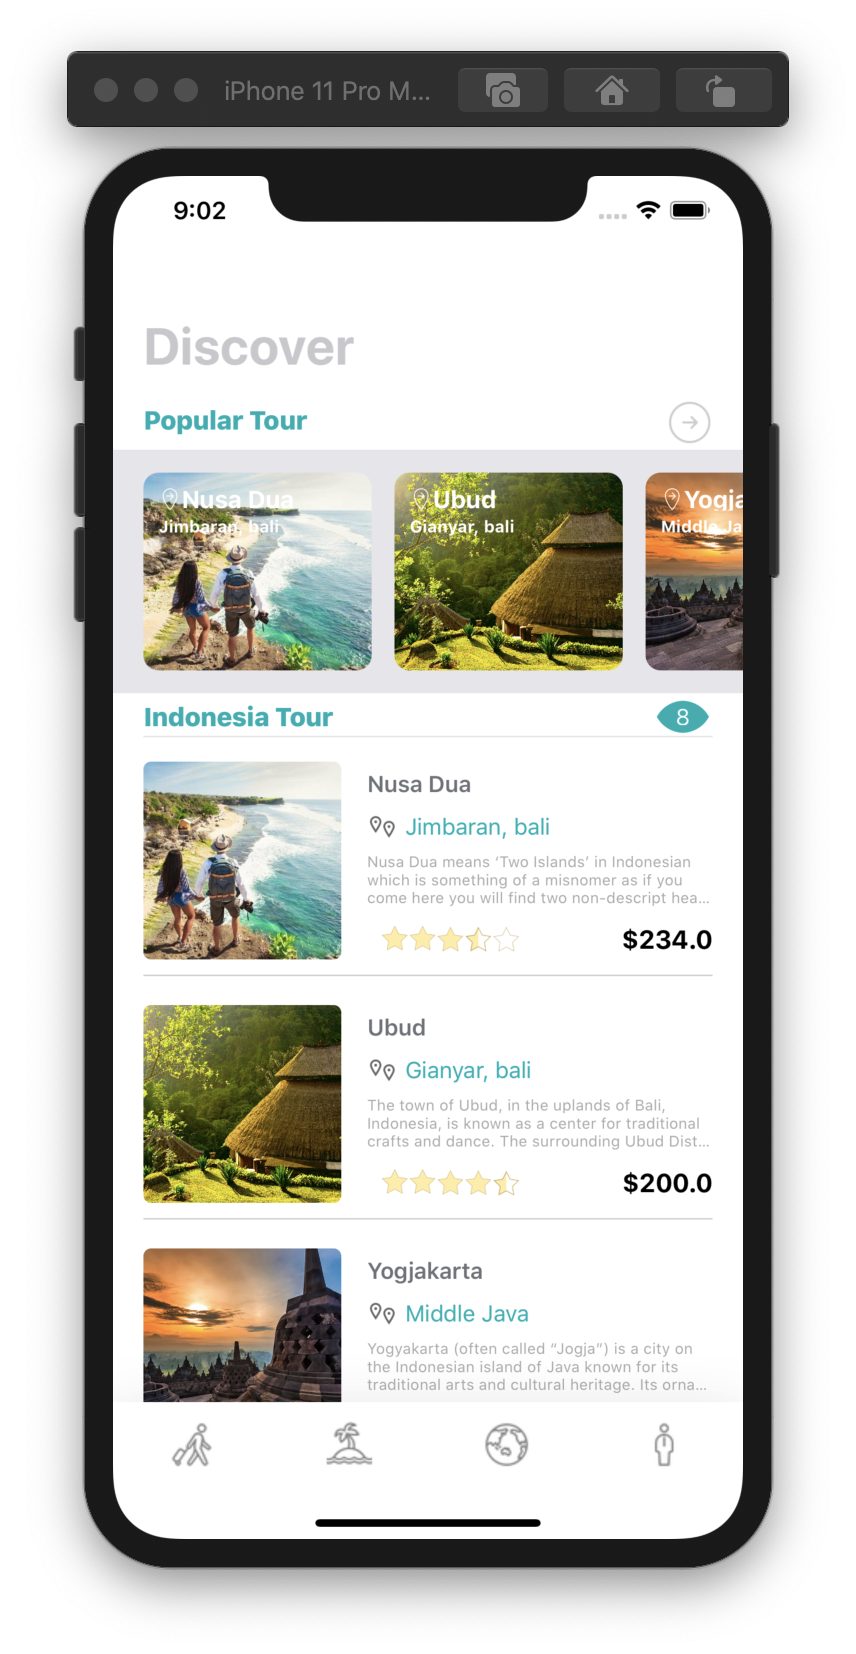 iPhone 11 Pro M...
9:02
Discover
Popular Tour
Nusa Dua
Jimbaran, bali
Ubud
Gianyar, bali
Yogja
Middle Ja
Indonesia Tour
8
Nusa Dua
Jimbaran, bali
Nusa Dua means ‘Two Islands’ in Indonesian
which is something of a misnomer as if you
come here you will find two non-descript hea...
$234.0
Ubud
Gianyar, bali
The town of Ubud, in the uplands of Bali,
Indonesia, is known as a center for traditional
crafts and dance. The surrounding Ubud Dist...
$200.0
Yogjakarta
Middle Java
Yogyakarta (often called “Jogja”) is a city on
the Indonesian island of Java known for its
traditional arts and cultural heritage. Its orna...